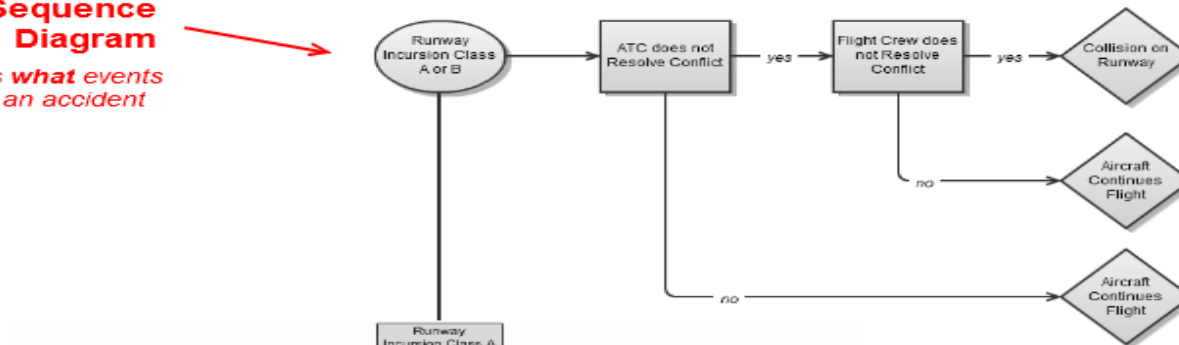 Sequence
Diagram
what events
an accident
Runway
Incursion Class
A or B
ATC does not
Resolve Conflict
yes
Flight Crew does
not Resolve
Conflict
yes
Collision on
Runway
no
Aircraft
Continues
Flight
no
Aircraft
Continues
Flight
Runway
Incursion Class A